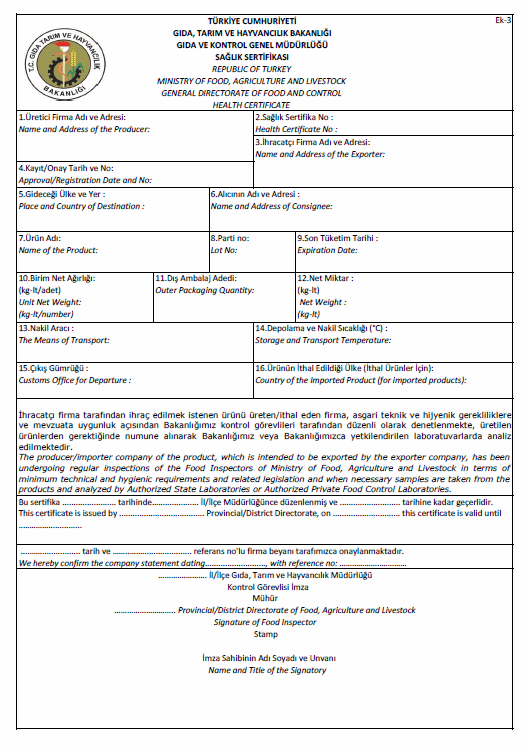 TÜRKİYE CUMHURİYETİ
Ek-3
GIDA, TARIM VE HAYVANCILIK BAKANLIĞI
GIDA VE KONTROL GENEL MÜDÜRLÜĞÜ
SAĞLIK SERTİFİKASI
REPUBLIC OF TURKEY
MINISTRY OF FOOD, AGRICULTURE AND LIVESTOCK
GENERAL DIRECTORATE OF FOOD AND CONTROL
HEALTH CERTIFICATE
T.C. GIDA TARIM VE HAYVANCILIK
BAKANLIĞI
1.Üretici Firma Adı ve Adresi:
Name and Address of the Producer:
2.Sağlık Sertifika No :
Health Certificate No :
3.İhracatçı Firma Adı ve Adresi:
Name and Address of the Exporter:
4.Kayıt/Onay Tarih ve No:
Approval/Registration Date and No:
5.Gideceği Ülke ve Yer :
Place and Country of Destination :
6.Alıcının Adı ve Adresi :
Name and Address of Consignee:
7.Ürün Adı:
Name of the Product:
8.Parti no:
Lot No:
9.Son Tüketim Tarihi :
Expiration Date:
10.Birim Net Ağırlığı:
(kg-lt/adet)
Unit Net Weight:
(kg-lt/number)
11.Dış Ambalaj Adedi:
Outer Packaging Quantity:
12.Net Miktar :
(kg-lt)
Net Weight :
(kg-lt)
13.Nakil Aracı :
The Means of Transport:
14.Depolama ve Nakil Sıcaklığı (°C) :
Storage and Transport Temperature:
15.Çıkış Gümrüğü :
Customs Office for Departure :
16.Ürünün İthal Edildiği Ülke (İthal Ürünler İçin):
Country of the Imported Product (for imported products):
İhracatçı firma tarafından ihraç edilmek istenen ürünü üreten/ithal eden firma, asgari teknik ve hijyenik gerekliliklere
ve mevzuata uygunluk açısından Bakanlığımız kontrol görevlileri tarafından düzenli olarak denetlenmekte, üretilen
ürünlerden gerektiğinde numune alınarak Bakanlığımız veya Bakanlığımızca yetkilendirilen laboratuvarlarda analiz
edilmektedir.
The producer/importer company of the product, which is intended to be exported by the exporter company, has been
undergoing regular inspections of the Food Inspectors of Ministry of Food, Agriculture and Livestock in terms of
minimum technical and hygienic requirements and related legislation and when necessary samples are taken from the
products and analyzed by Authorized State Laboratories or Authorized Private Food Control Laboratories.
Bu sertifika .................. tarihinde.................... İl/İlçe Müdürlüğünce düzenlenmiş ve ........................ tarihine kadar geçerlidir.
This certificate is issued by ............................ Provincial/District Directorate, on ....................... this certificate is valid until
.........................
........................ tarih ve ............................... referans no'lu firma beyanı tarafımızca onaylanmaktadır.
We hereby confirm the company statement dating........................, with reference no: ...........................
.................... İl/İlçe Gıda, Tarım ve Hayvancılık Müdürlüğü
Kontrol Görevlisi İmza
Mühür
........................ Provincial/District Directorate of Food, Agriculture and Livestock
Signature of Food Inspector
Stamp
İmza Sahibinin Adı Soyadı ve Unvanı
Name and Title of the Signatory